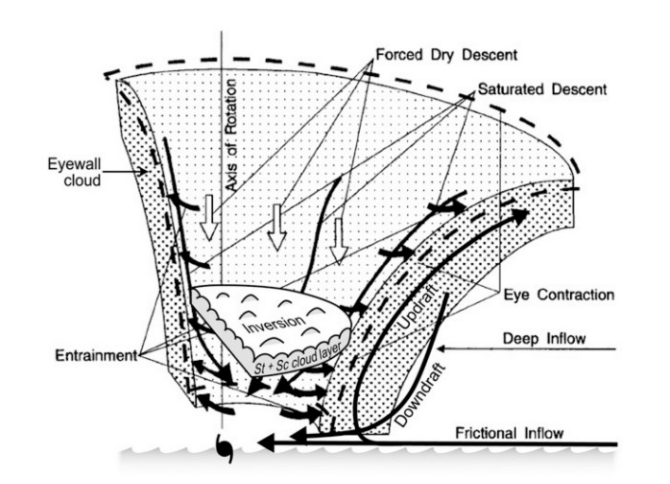 Forced Dry Descent
Saturated Descent
Axis of Rotation
Eyewall
cloud
Inversion
St + Sc cloud layer
Updraft
Eye Contraction
Deep Inflow
Entrainment
Downdraft
Frictional Inflow